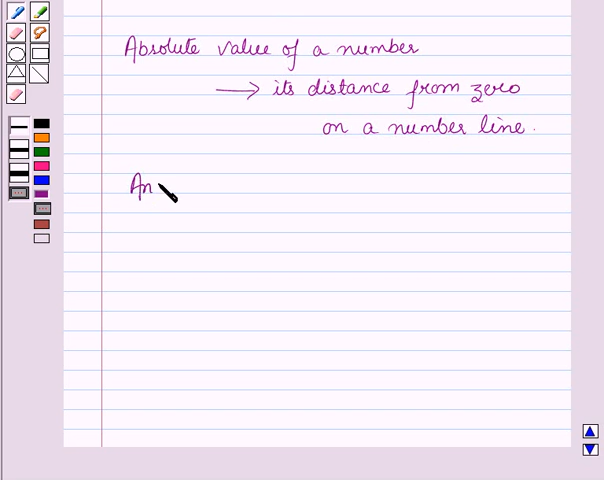 Absolute value of a number
→ its distance from zero
on a number line.
An